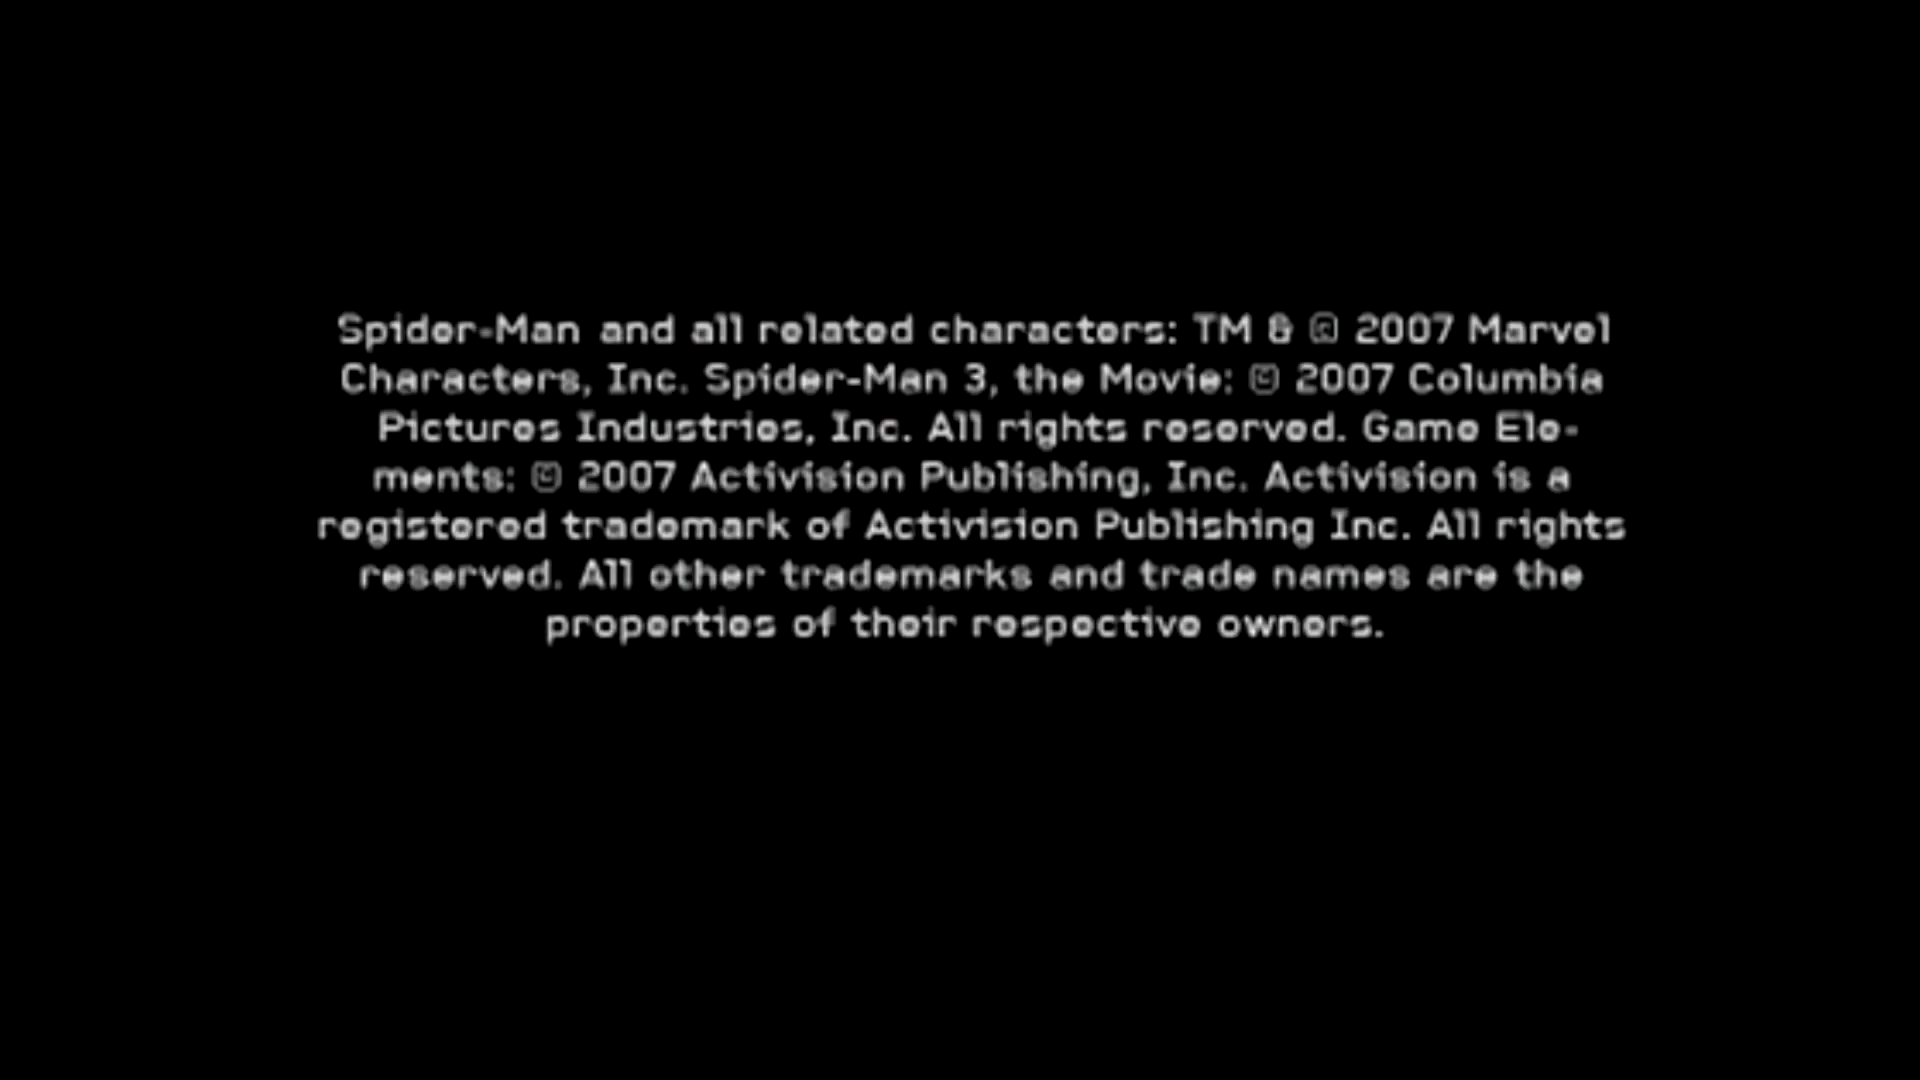 Spider-Man and all related characters: TM & © 2007 Marvel
Characters, Inc. Spider-Man 3, the Movie: © 2007 Columbia
Pictures Industries, Inc. All rights reserved. Game Ele-
ments: © 2007 Activision Publishing, Inc. Activision is a
registered trademark of Activision Publishing Inc. All rights
reserved. All other trademarks and trade names are the
properties of their respective owners.